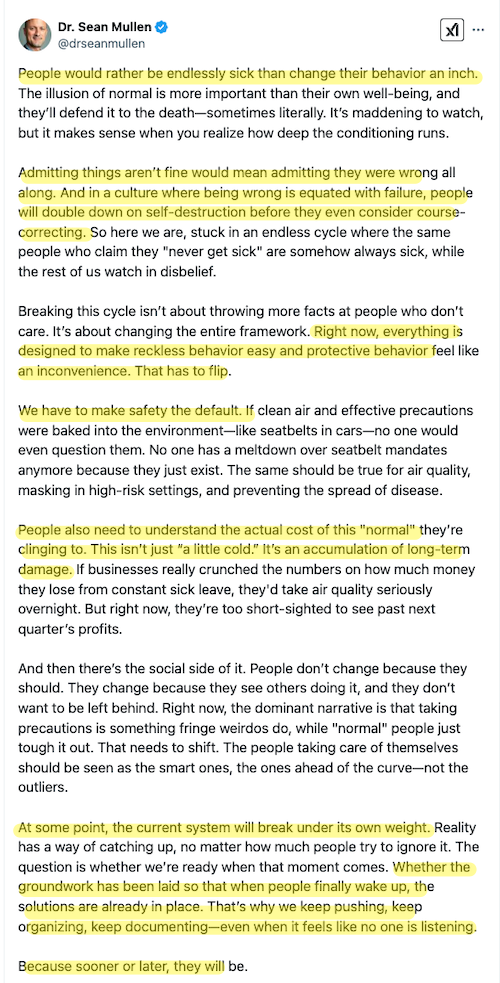 Dr. Sean Mullen
@drseanmullen
People would rather be endlessly sick than change their behavior an inch.
The illusion of normal is more important than their own well-being, and
they'll defend it to the death—sometimes literally. It's maddening to watch,
but it makes sense when you realize how deep the conditioning runs.
Admitting things aren't fine would mean admitting they were wrong all
along. And in a culture where being wrong is equated with failure, people
will double down on self-destruction before they even consider course-
correcting. So here we are, stuck in an endless cycle where the same
people who claim they "never get sick" are somehow always sick, while
the rest of us watch in disbelief.
Breaking this cycle isn't about throwing more facts at people who don't
care. It's about changing the entire framework. Right now, everything is
designed to make reckless behavior easy and protective behavior feel like
an inconvenience. That has to flip.
We have to make safety the default. If clean air and effective precautions
were baked into the environment—like seatbelts in cars—no one would
even question them. No one has a meltdown over seatbelt mandates
anymore because they just exist. The same should be true for air quality,
masking in high-risk settings, and preventing the spread of disease.
People also need to understand the actual cost of this "normal" they're
clinging to. This isn't just "a little cold." It's an accumulation of long-term
damage. If businesses really crunched the numbers on how much money
they lose from constant sick leave, they'd take air quality seriously
overnight. But right now, they're too short-sighted to see past next
quarter's profits.
And then there's the social side of it. People don't change because they
should. They change because they see others doing it, and they don't
want to be left behind. Right now, the dominant narrative is that taking
precautions is something fringe weirdos do, while "normal" people just
tough it out. That needs to shift. The people taking care of themselves
should be seen as the smart ones, the ones ahead of the curve—not the
outliers.
At some point, the current system will break under its own weight. Reality
has a way of catching up, no matter how much people try to ignore it. The
question is whether we're ready when that moment comes. Whether the
groundwork has been laid so that when people finally wake up, the
solutions are already in place. That's why we keep pushing, keep
organizing, keep documenting—even when it feels like no one is listening.
Because sooner or later, they will be.